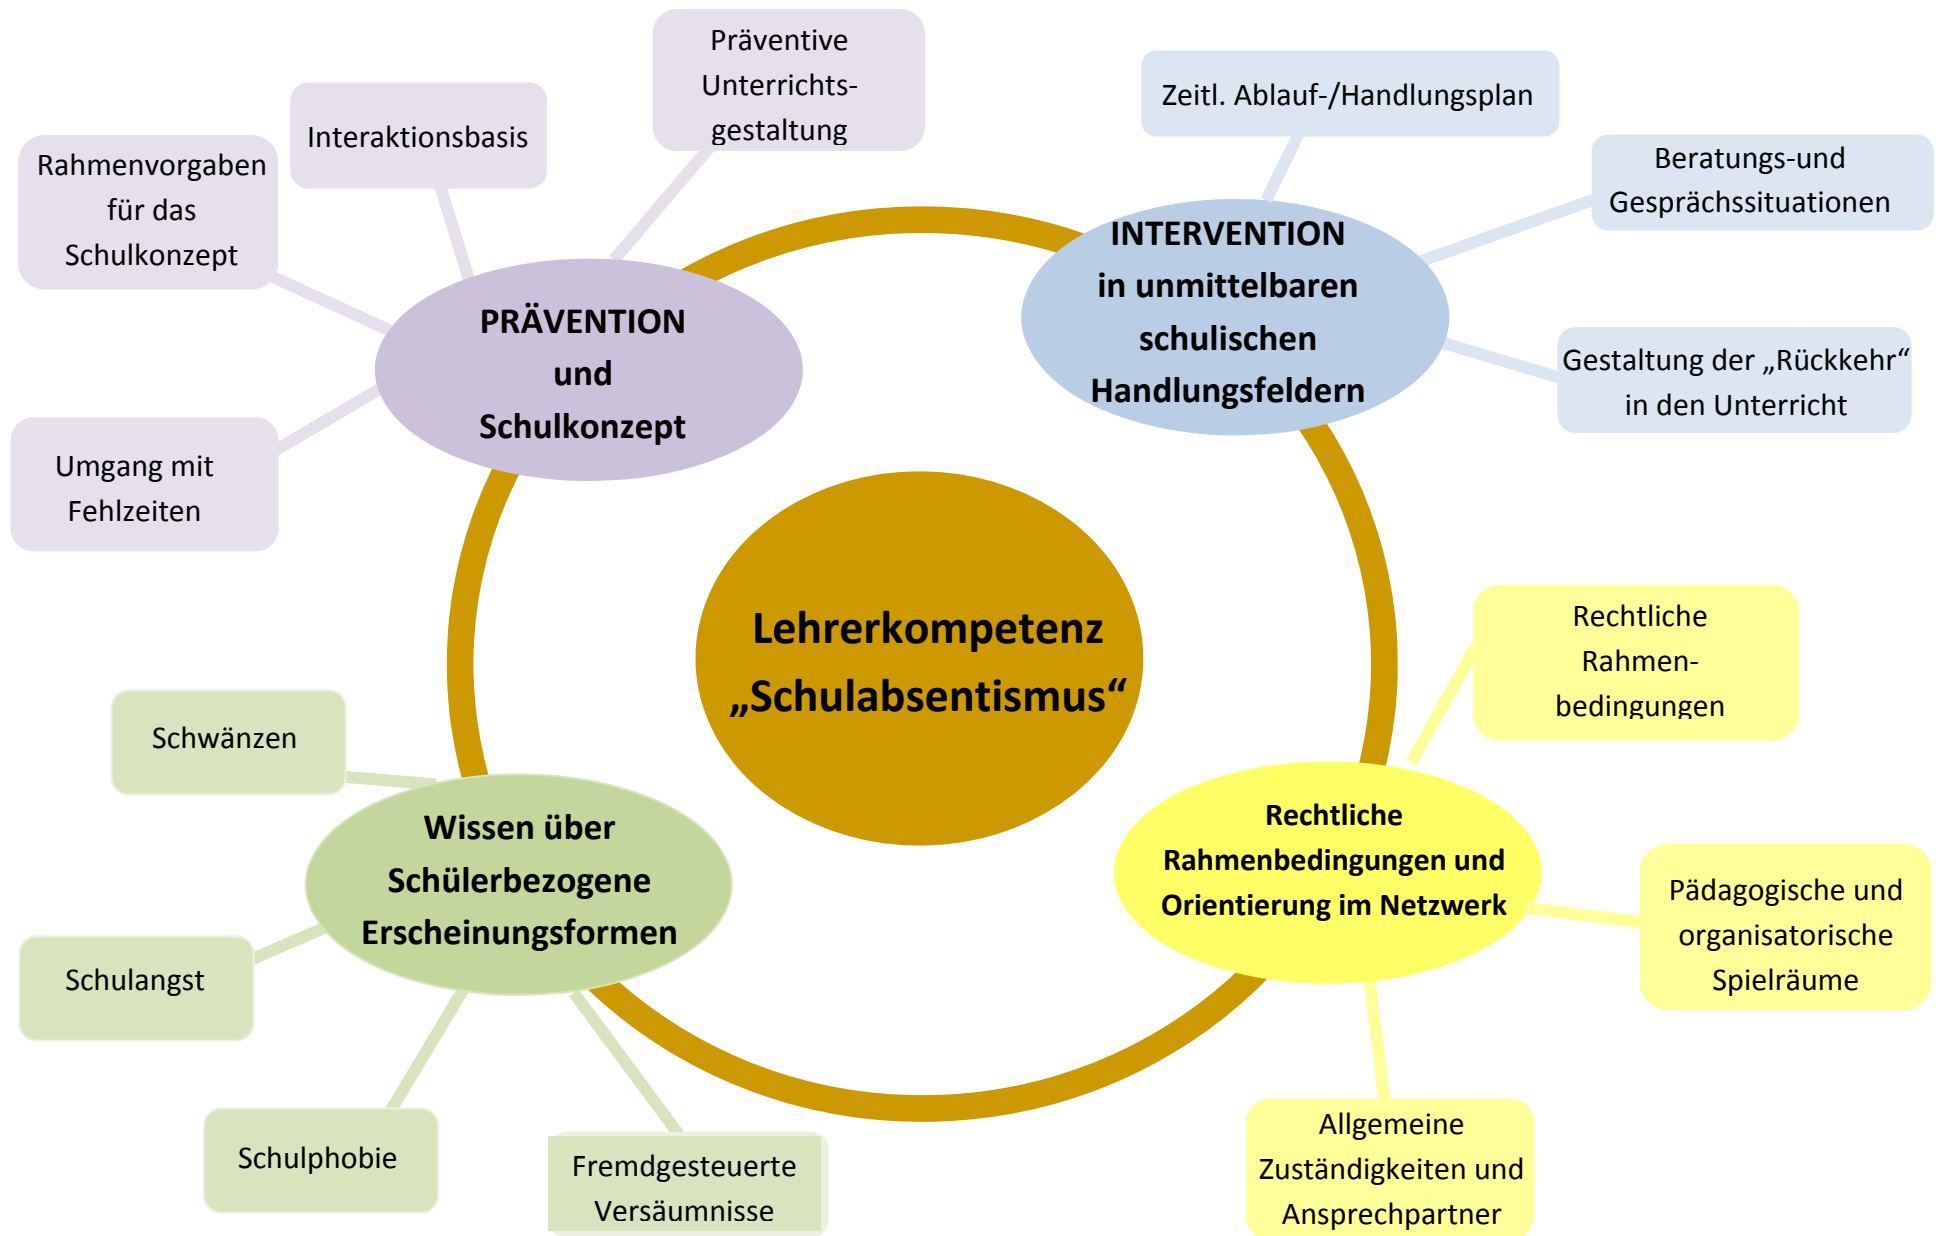 Präventive
Unterrichts-
gestaltung
Interaktionsbasis
Rahmenvorgaben
für das
Schulkonzept
PRÄVENTION
und
Schulkonzept
Umgang mit
Fehlzeiten
Zeitl. Ablauf-/Handlungsplan
Beratungs-und
Gesprächssituationen
INTERVENTION
in unmittelbaren
schulischen
Handlungsfeldern
Gestaltung der „Rückkehr“
in den Unterricht
Lehrerkompetenz
„Schulabsentismus“
Rechtliche
Rahmen-
bedingungen
Schwänzen
Wissen über
Schülerbezogene
Erscheinungsformen
Rechtliche
Rahmenbedingungen und
Orientierung im Netzwerk
Pädagogische und
organisatorische
Spielräume
Schulangst
Schulphobie
Fremdgesteuerte
Versäumnisse
Allgemeine
Zuständigkeiten und
Ansprechpartner